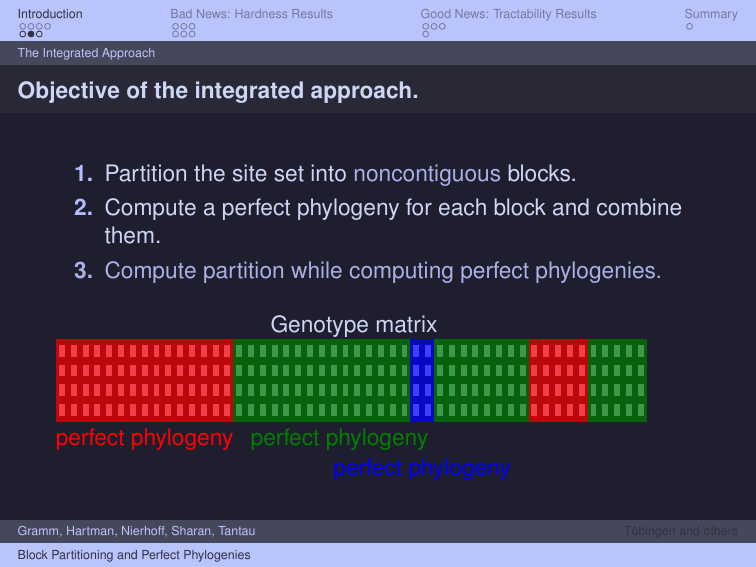 Introduction
Bad News: Hardness Results
Good News: Tractability Results
Summary
The Integrated Approach
Objective of the integrated approach.
1. Partition the site set into noncontiguous blocks.
2. Compute a perfect phylogeny for each block and combine
them.
3. Compute partition while computing perfect phylogenies.
Genotype matrix
perfect phylogeny
perfect phylogeny
perfect phylogeny
Gramm, Hartman, Nierhoff, Sharan, Tantau
Tübingen and others
Block Partitioning and Perfect Phylogenies